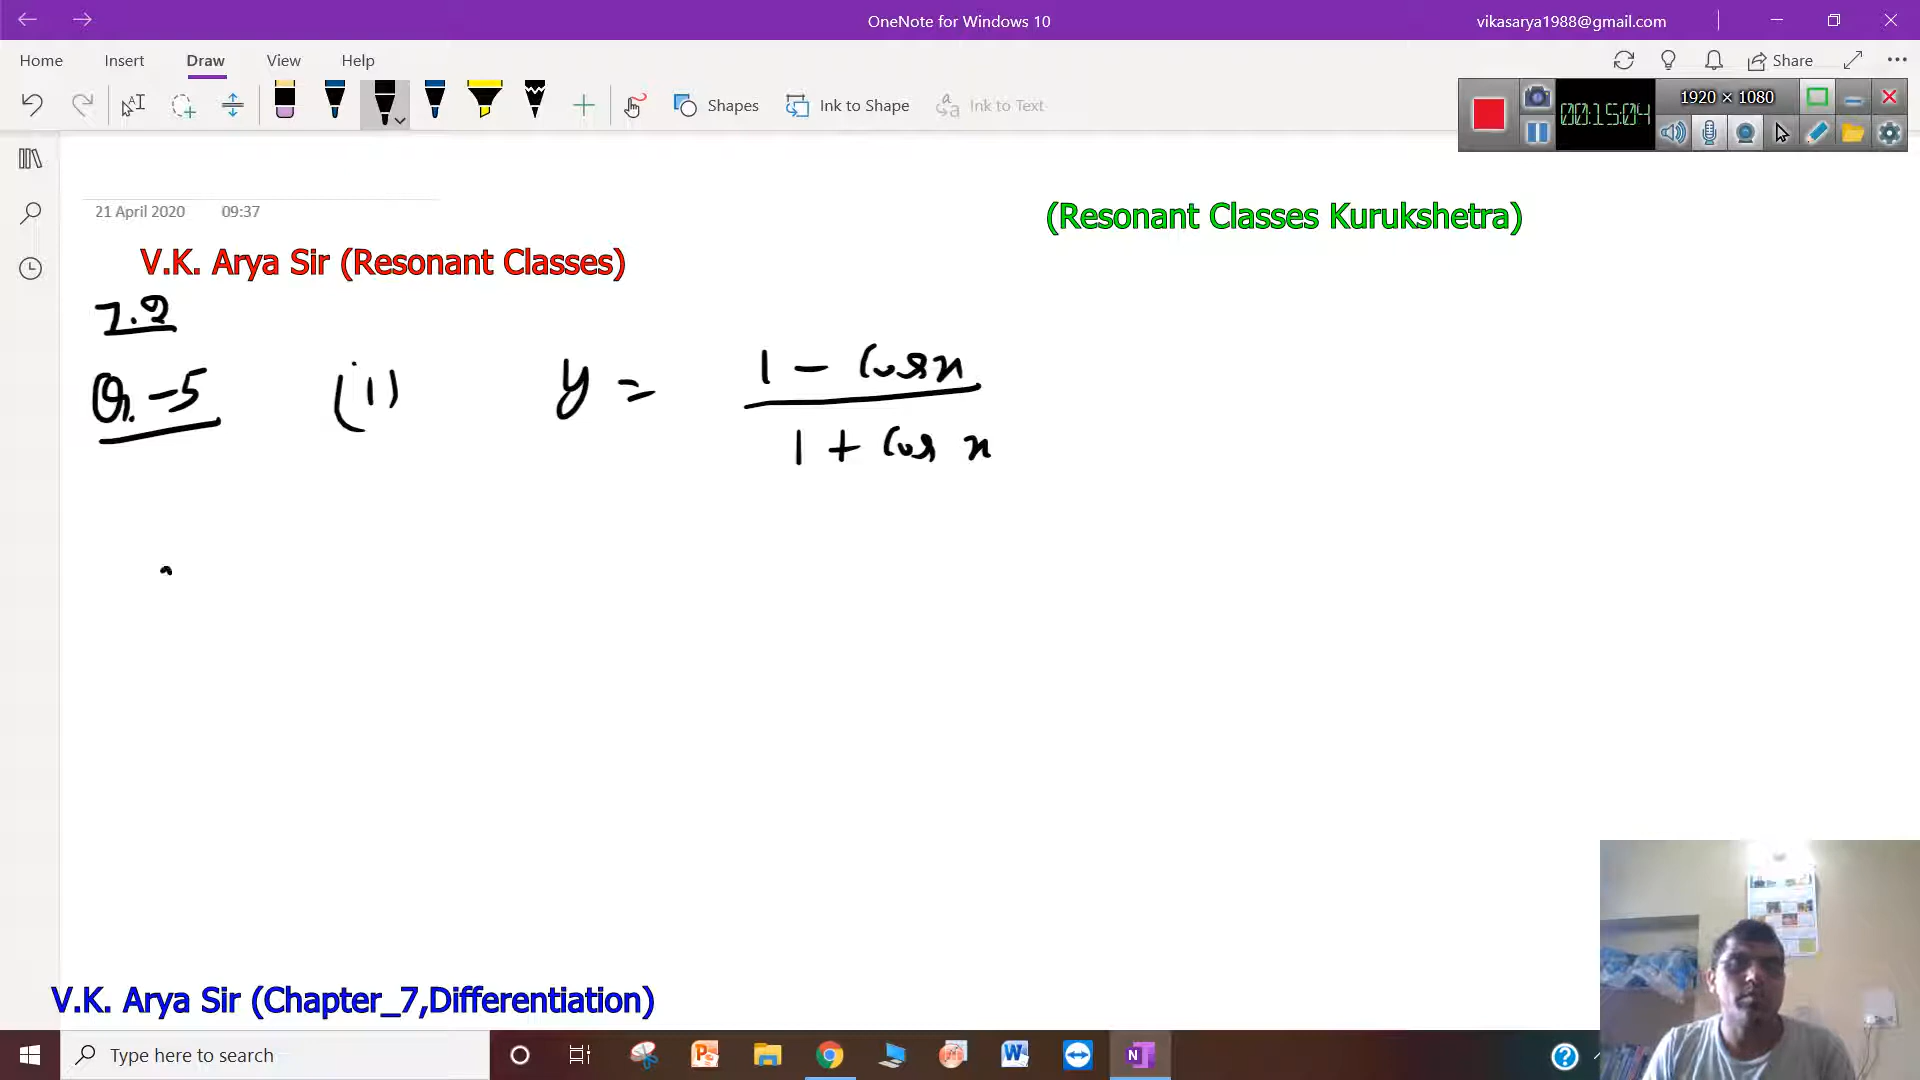 OneNote for Windows 10
vikasarya1988@gmail.com
Home Insert Draw View Help
Share
Shapes Ink to Shape Ink to Text
1920 × 1080
00:15:04
21 April 2020 09:37
(Resonant Classes Kurukshetra)
V.K. Arya Sir (Resonant Classes)
7.9
Q.-5 (i) y = 1 - Cos x
1 + Cos x
V.K. Arya Sir (Chapter_7,Differentiation)
Type here to search